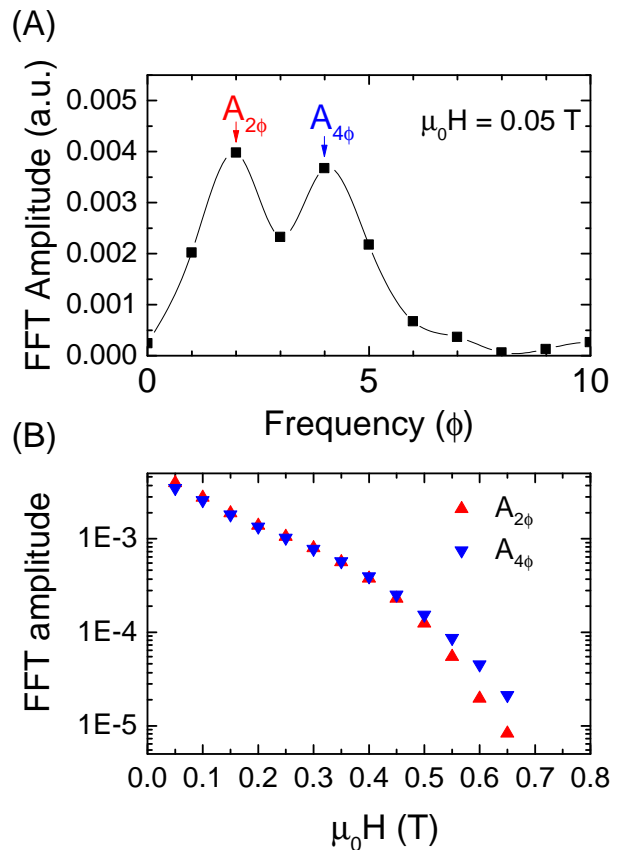 (A)
0.005
0.004
0.003
0.002
0.001
0.000
FFT Amplitude (a.u.)
A2ϕ
A4ϕ
μ0H = 0.05 T
0
5
10
Frequency (ϕ)
(B)
1E-3
1E-4
1E-5
FFT amplitude
A2ϕ
A4ϕ
0.0 0.1 0.2 0.3 0.4 0.5 0.6 0.7 0.8
μ0H (T)